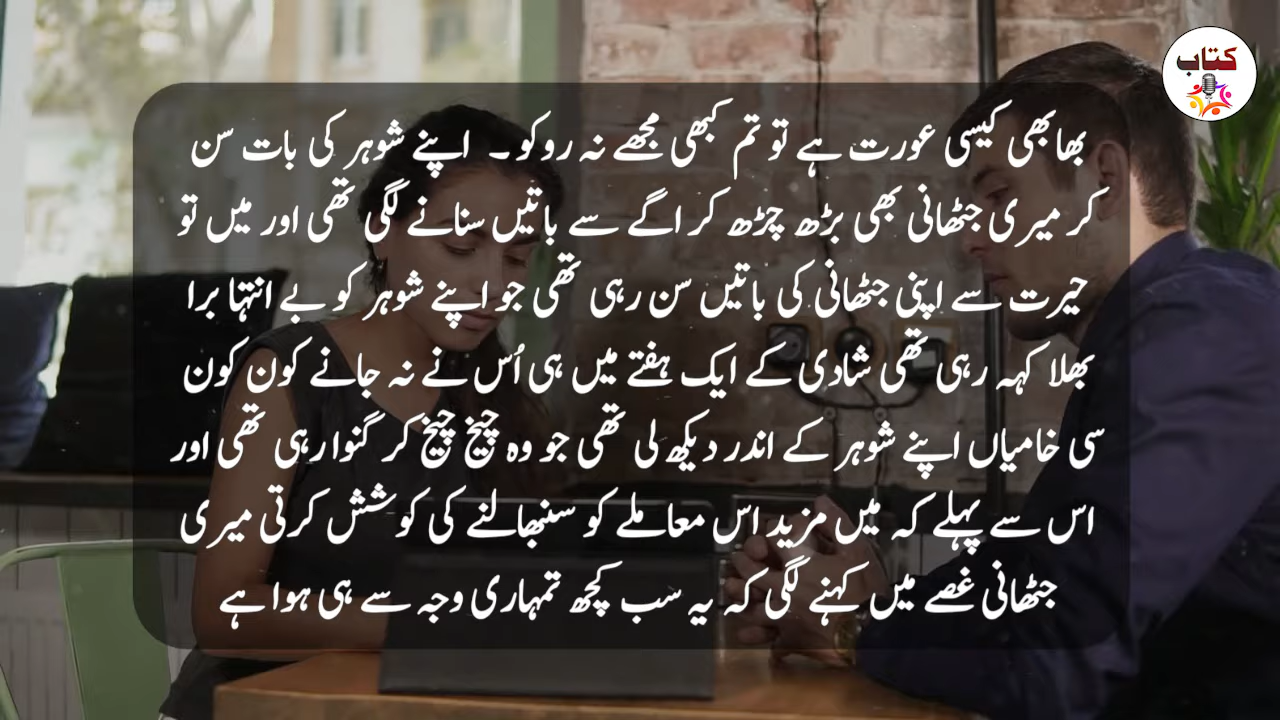 کتاب
بھابھی کیسی عورت ہے تو تم کبھی مجھے نہ روکو ۔ اپنے شوہر کی بات سن
کر میری جٹھانی بھی بڑھ چڑھ کر اگے سے باتیں سنانے لگی تھی اور میں تو
حیرت سے اپنی جٹھانی کی باتیں سن رہی تھی جو اپنے شوہر کو بے انتہا برا
بھلا کہہ رہی تھی شادی کے ایک ہفتے میں ہی اُس نے نہ جانے کون کون
سی خامیاں اپنے شوہر کے اندر دیکھ لی تھی جو وہ چیخ چیخ کر گنوا رہی تھی اور
اس سے پہلے کہ میں مزید اس معاملے کو سنبھالنے کی کوشش کرتی میری
جٹھانی غصے میں کہنے لگی کہ یہ سب کچھ تمہاری وجہ سے ہی ہوا ہے